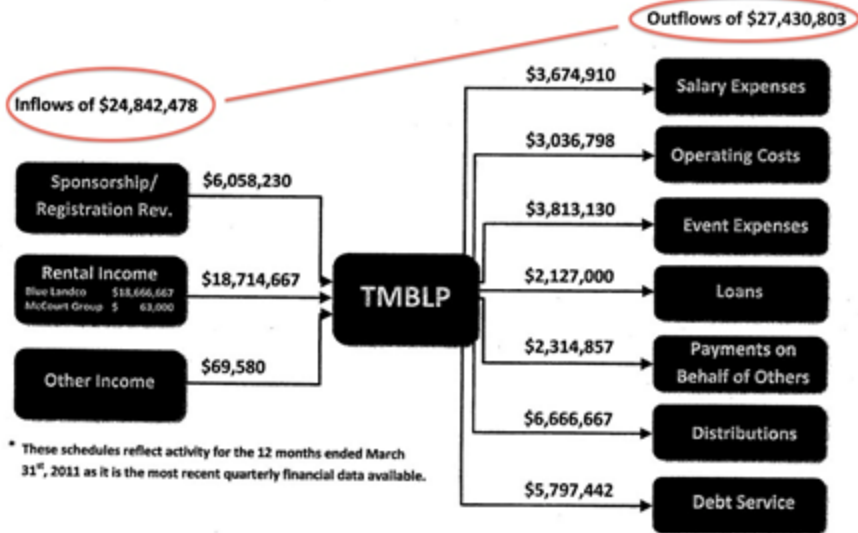 Outflows of $27,430,803
Inflows of $24,842,478
Sponsorship/
Registration Rev.
$6,058,230
Rental Income
Blue Landco $18,666,667
McCourt Group $ 63,000
$18,714,667
Other Income
$69,580
TMBLP
$3,674,910
Salary Expenses
$3,036,798
Operating Costs
$3,813,130
Event Expenses
$2,127,000
Loans
$2,314,857
Payments on
Behalf of Others
$6,666,667
Distributions
$5,797,442
Debt Service
* These schedules reflect activity for the 12 months ended March
31st, 2011 as it is the most recent quarterly financial data available.